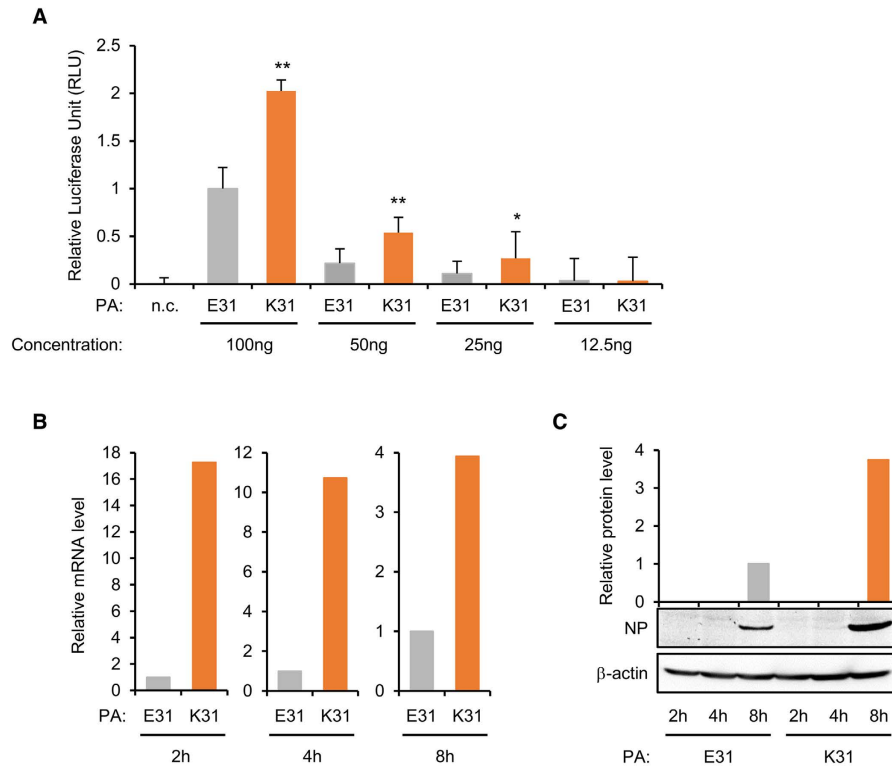 A
Relative Luciferase Unit (RLU)
2.5
2
1.5
1
0.5
0
** ** *
PA: n.c. E31 K31 E31 K31 E31 K31 E31 K31
Concentration: 100ng 50ng 25ng 12.5ng
B
Relative mRNA level
18
16
14
12
10
8
6
4
2
0
12
10
8
6
4
2
0
4
3
2
1
0
PA: E31 K31 E31 K31 E31 K31
2h 4h 8h
C
Relative protein level
4
3
2
1
0
NP
β-actin
2h 4h 8h 2h 4h 8h
PA: E31 K31